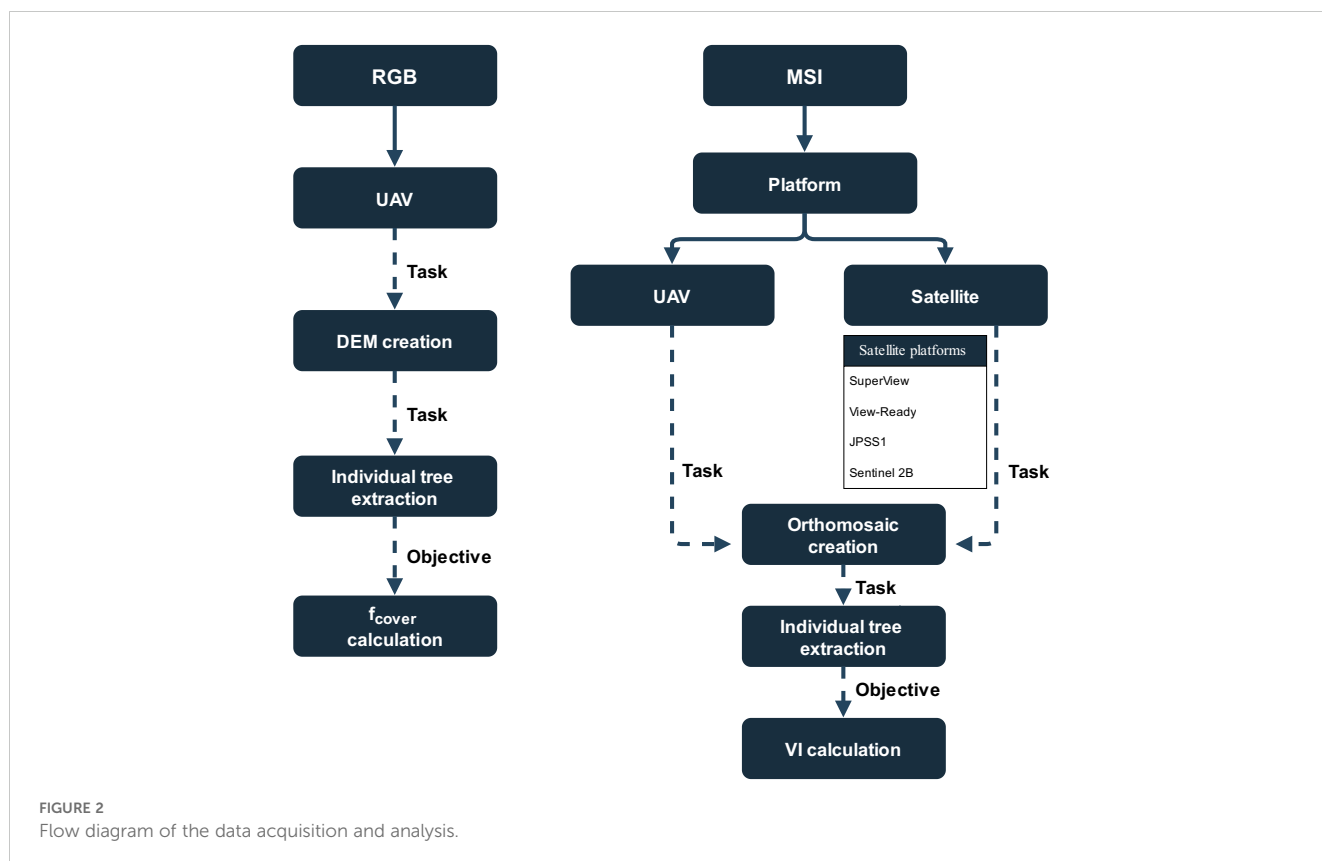 RGB
UAV
Task
DEM creation
Task
Individual tree
extraction
Objective
fcover
calculation
MSI
Platform
UAV
Satellite
Satellite platforms
SuperView
View-Ready
JPSS1
Sentinel 2B
Task
Task
Orthomosaic
creation
Task
Individual tree
extraction
Objective
VI calculation
FIGURE 2
Flow diagram of the data acquisition and analysis.